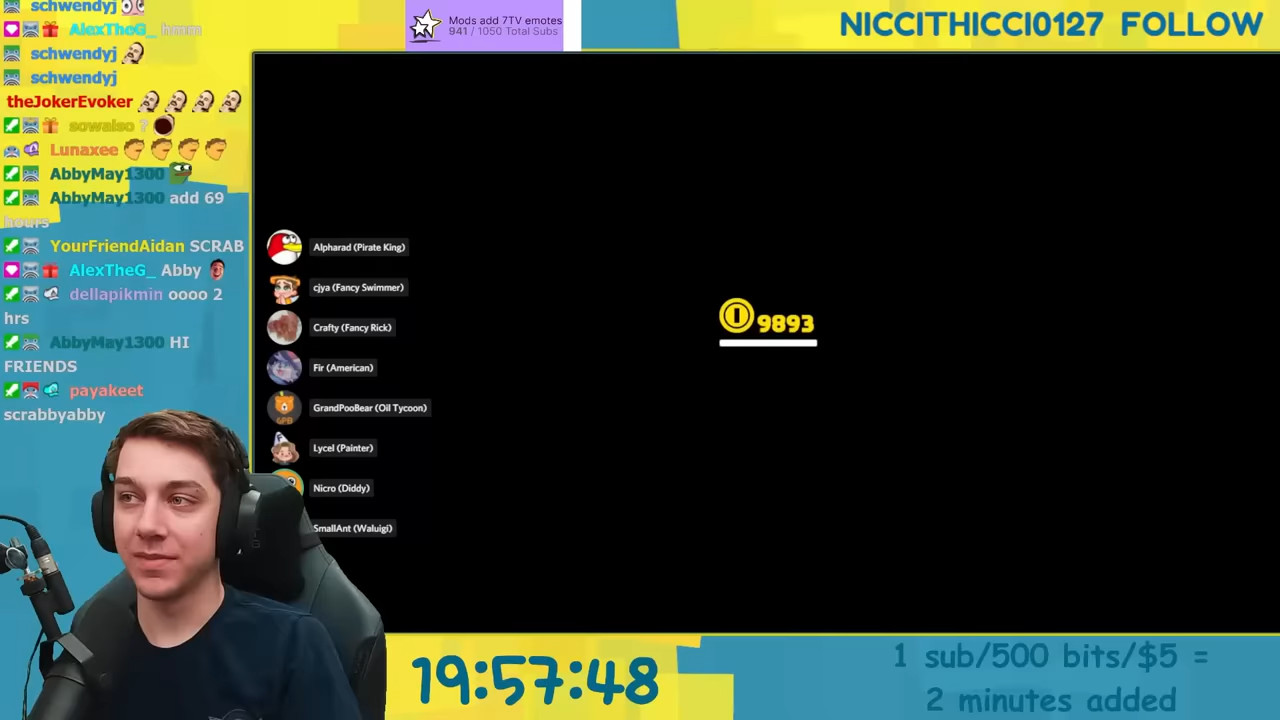 schwendyj
Mods add 7TV emotes
941 / 1050 Total Subs
NICCITHICCI0127 FOLLOW
AlexTheG_ hmm
schwendyj
schwendyj
theJokerEvoker
sowalso ?
Lunaxee
AbbyMay1300
AbbyMay1300 add 69
hours
YourFriendAidan SCRAB
AlexTheG_ Abby
dellapikmin oooo 2
hrs
AbbyMay1300 HI
FRIENDS
payakeet
scrabbyabby
Alpharad (Pirate King)
cjya (Fancy Swimmer)
Crafty (Fancy Rick)
Fir (American)
GrandPooBear (Oil Tycoon)
Lycel (Painter)
Nicro (Diddy)
SmallAnt (Waluigi)
9893
19:57:48
1 sub/500 bits/$5 =
2 minutes added